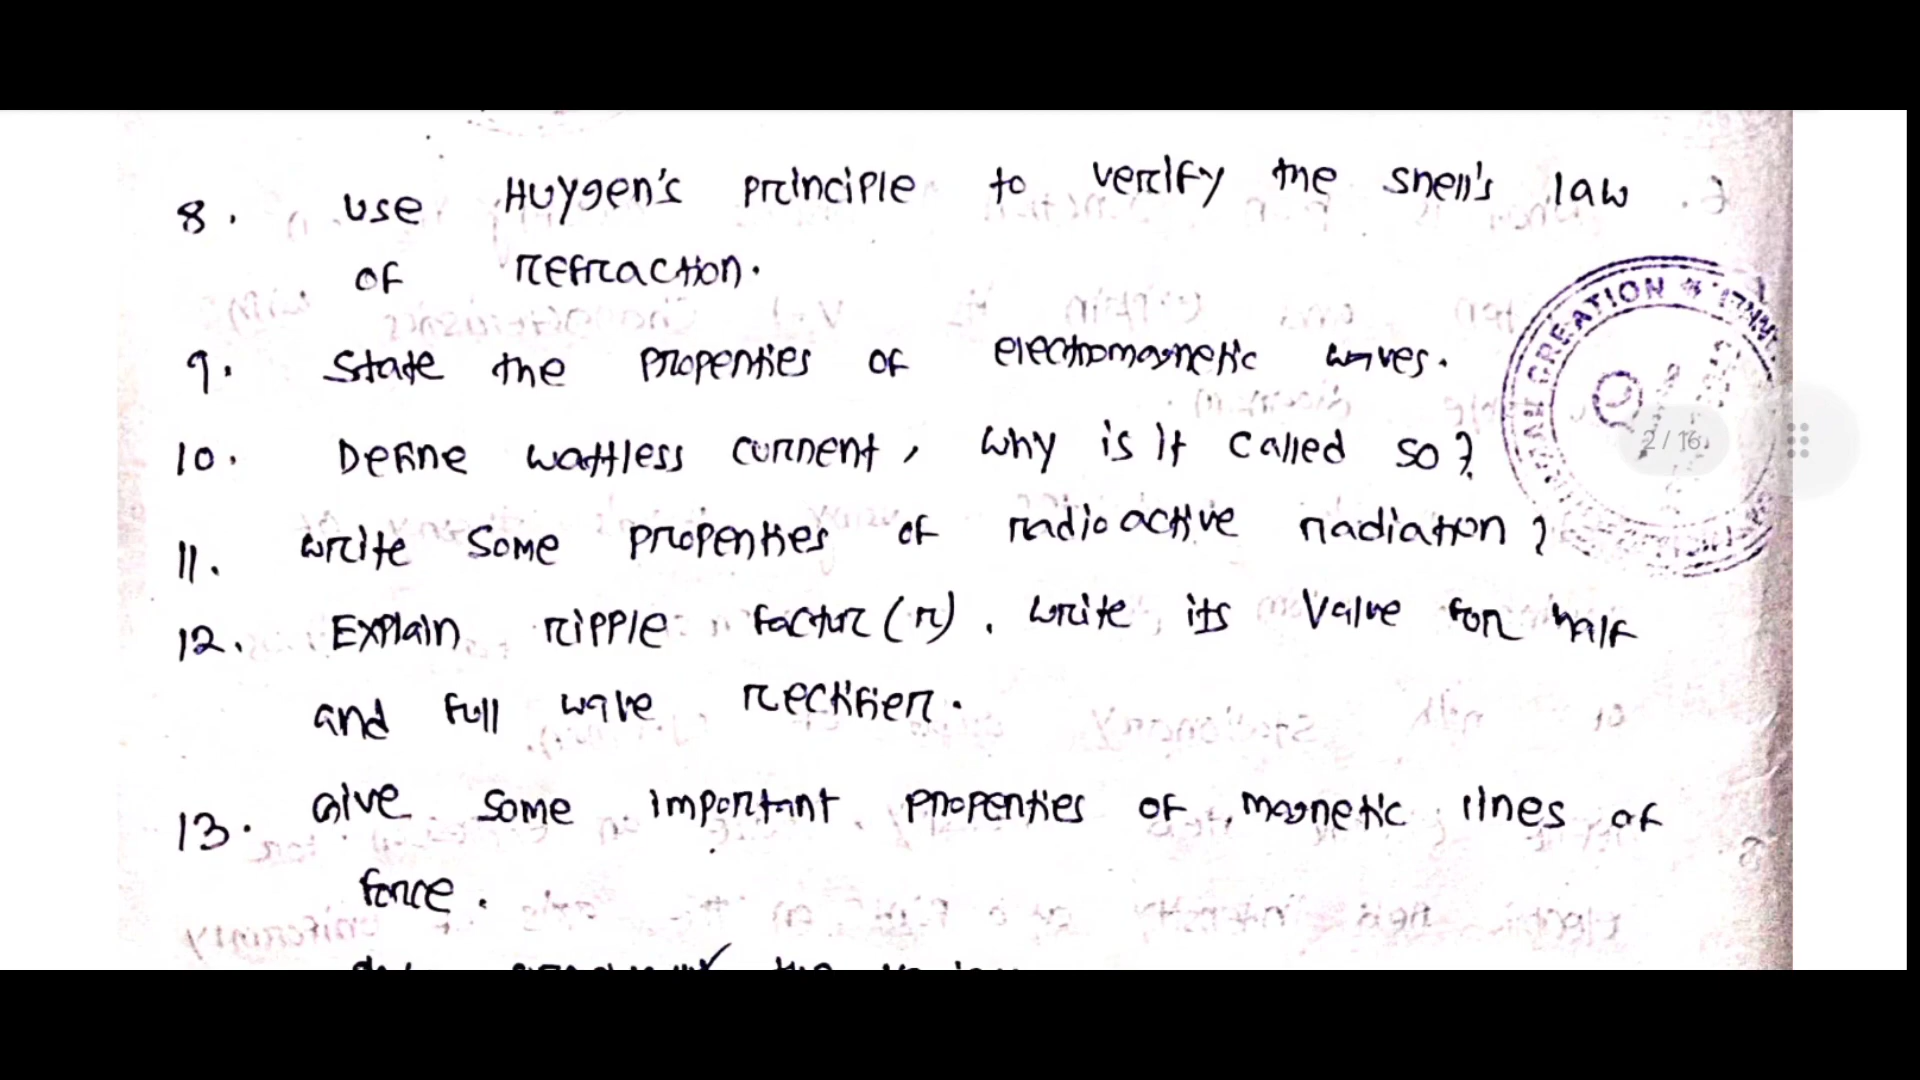 8. Use Huygen's principle to verify the snell's law
of refraction.
9. State the properties of electromagnetic waves.
10. Define wattless current, why is it called so?
11. write some properties of radioactive radiation?
12. Explain ripple factor (r). write its value for half
and full wave rectifier.
13. Give some important properties of magnetic lines of
force.
CREATION
2/16